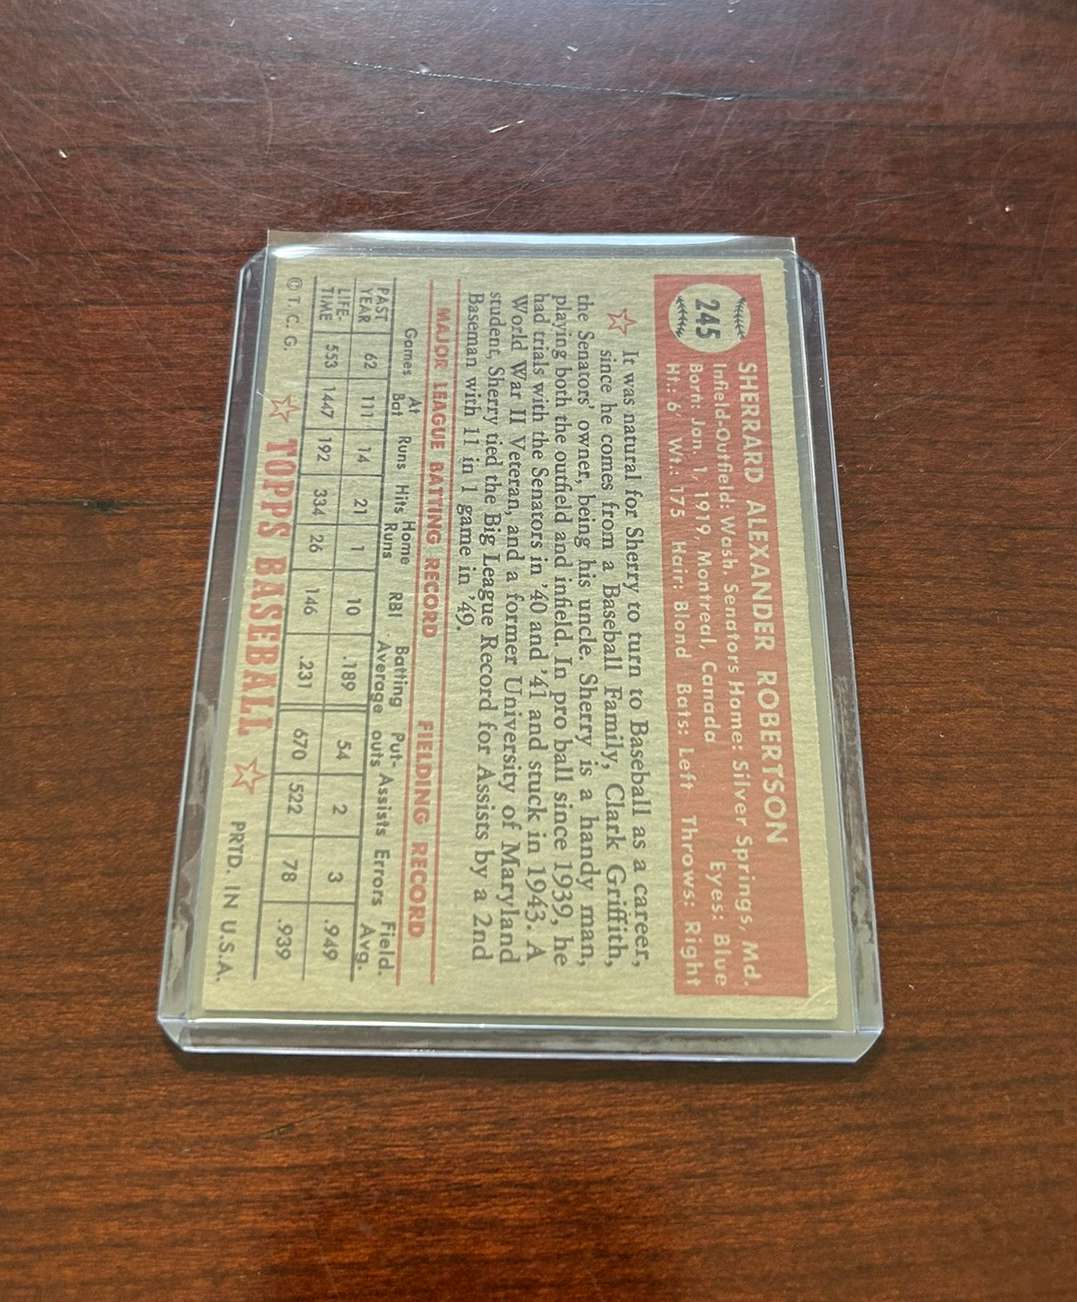 245
SHERRARD ALEXANDER ROBERTSON
Infield-Outfield: Wash. Senators Home: Silver Springs, Md.
Born: Jan. 1, 1919, Montreal, Canada Eyes: Blue
Ht.: 6' Wt.: 175 Hair: Blond Bats: Left Throws: Right
It was natural for Sherry to turn to Baseball as a career,
since he comes from a Baseball Family, Clark Griffith,
the Senators' owner, being his uncle. Sherry is a handy man,
playing both the outfield and infield. In pro ball since 1939, he
had trials with the Senators in '40 and '41 and stuck in 1943. A
World War II Veteran, and a former University of Maryland
student, Sherry tied the Big League Record for Assists by a 2nd
Baseman with 11 in 1 game in '49.
MAJOR LEAGUE BATTING RECORD FIELDING RECORD
Games At Bat Runs Hits Home Runs RBI Batting Average Put-outs Assists Errors Field. Avg.
PAST YEAR 62 111 14 21 1 10 .189 54 2 3 .949
LIFE-TIME 553 1447 192 334 26 146 .231 670 522 78 .939
© T. C. G. TOPPS BASEBALL PRTD. IN U.S.A.